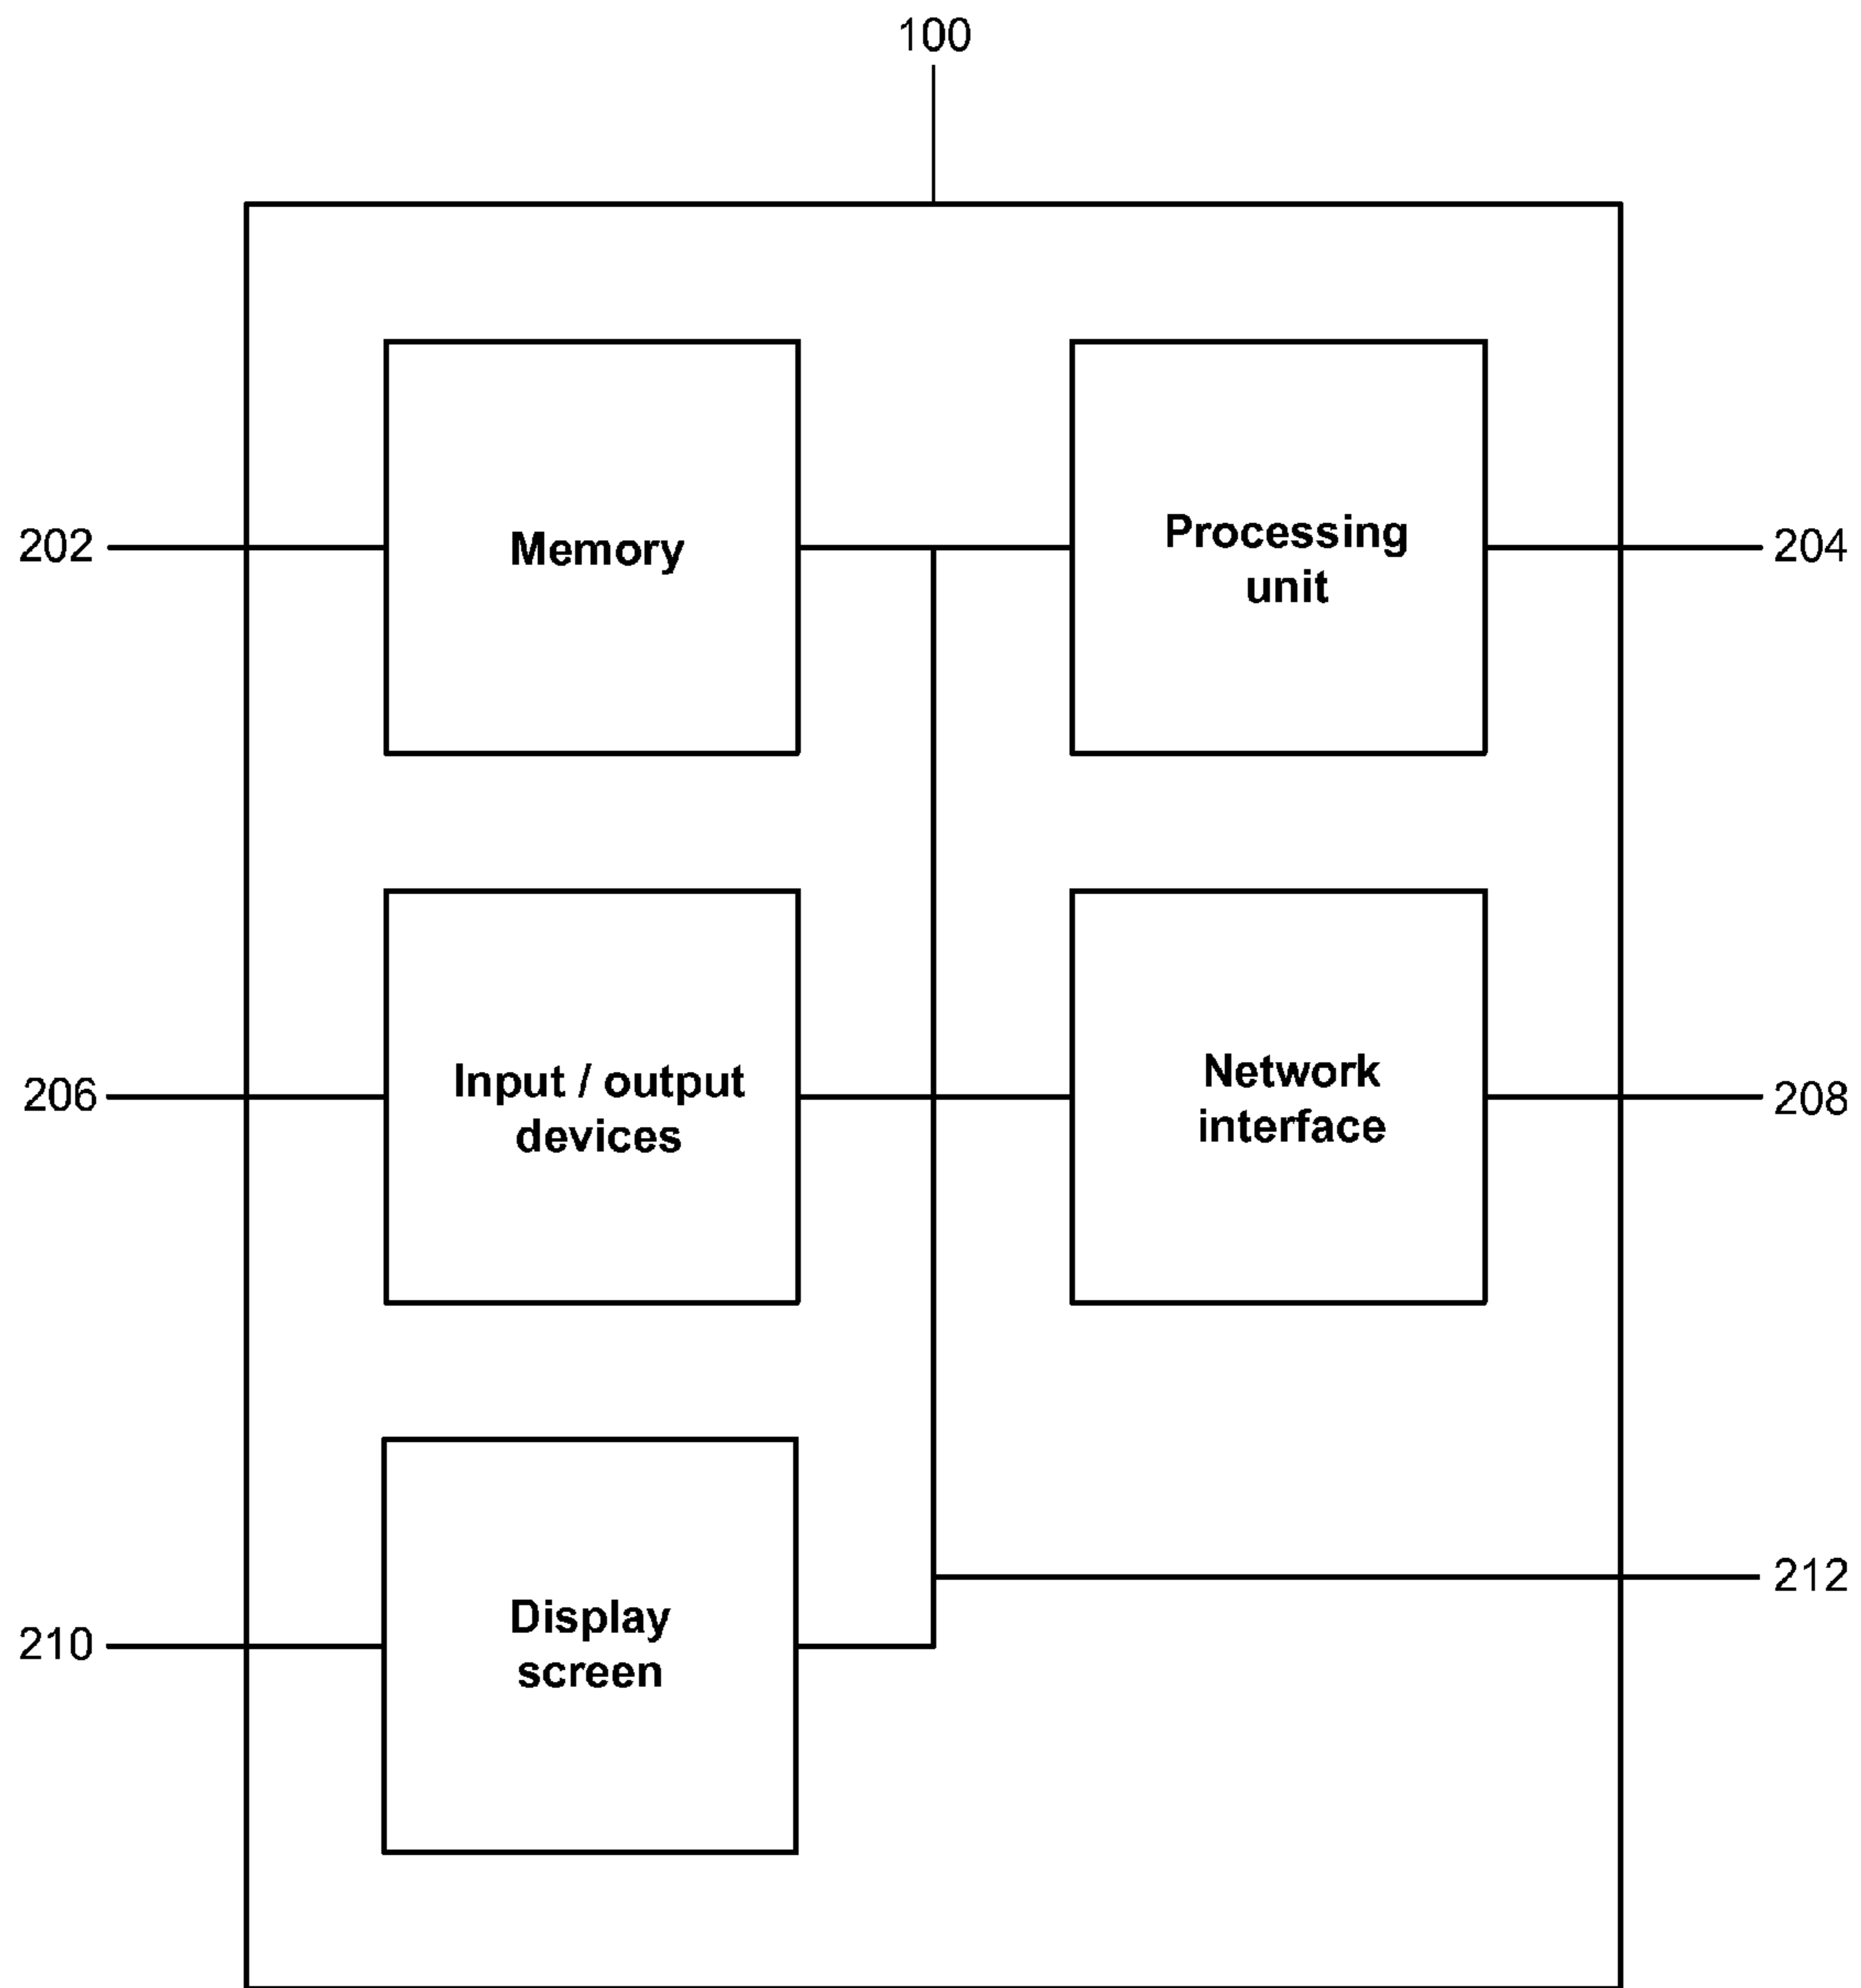 100
202
Memory
Processing
unit
204
206
Input / output
devices
Network
interface
208
210
Display
screen
212